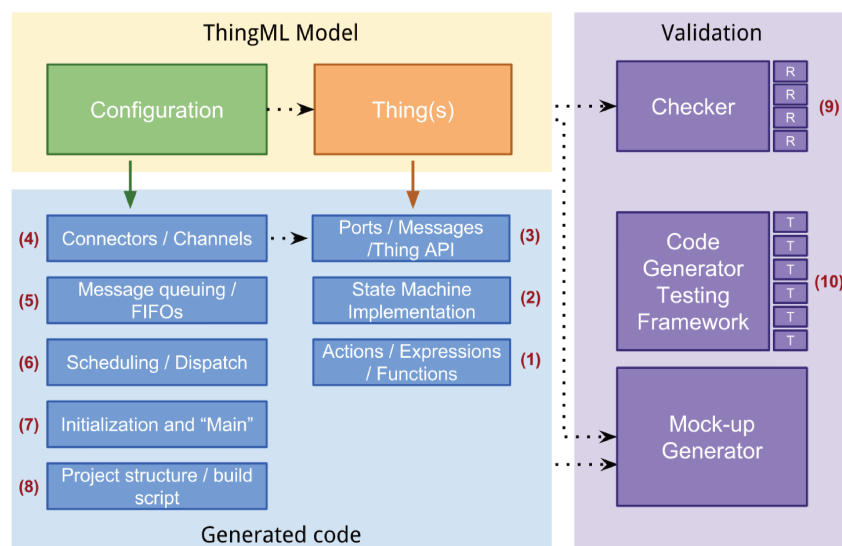 ThingML Model
Configuration
Thing(s)
(4)
Connectors / Channels
Ports / Messages
/Thing API
(3)
(5)
Message queuing /
FIFOs
State Machine
Implementation
(2)
(6)
Scheduling / Dispatch
Actions / Expressions
/ Functions
(1)
(7)
Initialization and “Main”
(8)
Project structure / build
script
Generated code
Validation
Checker
R
R
R
R
(9)
Code
Generator
Testing
Framework
T
T
T
T
T
T
(10)
Mock-up
Generator